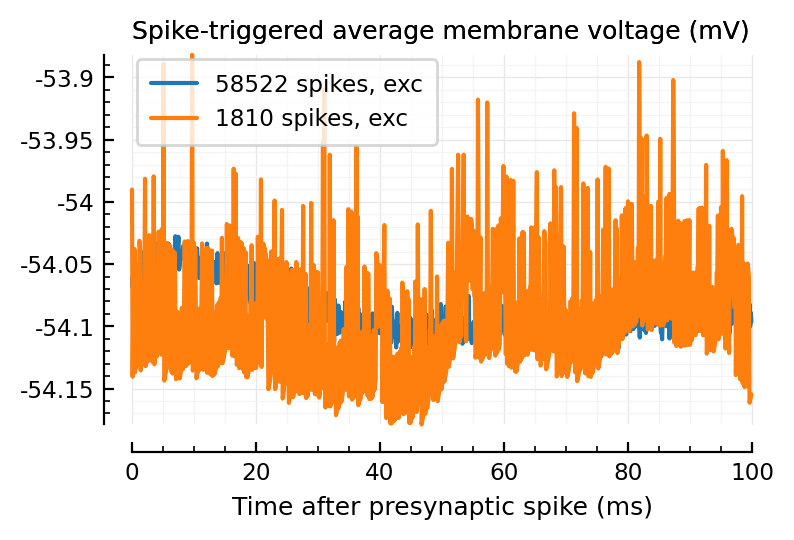 Spike-triggered average membrane voltage (mV)
58522 spikes, exc
1810 spikes, exc
-53.9
-53.95
-54
-54.05
-54.1
-54.15
0 20 40 60 80 100
Time after presynaptic spike (ms)